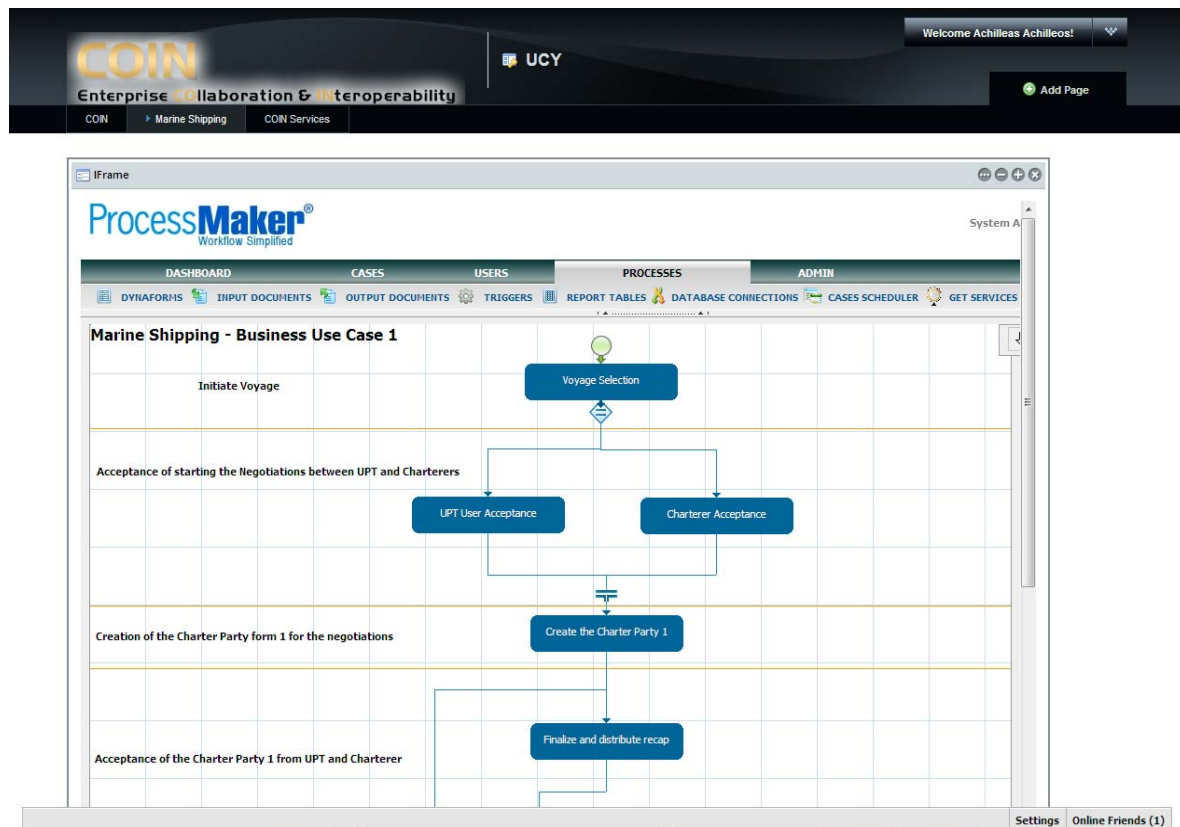 Welcome Achilleas Achilleos!
COIN
UCY
Enterprise COllaboration & INteroperability
Add Page
COIN Marine Shipping COIN Services
IFrame
ProcessMaker®
Workflow Simplified
System A
DASHBOARD CASES USERS PROCESSES ADMIN
DYNAFORMS INPUT DOCUMENTS OUTPUT DOCUMENTS TRIGGERS REPORT TABLES DATABASE CONNECTIONS CASES SCHEDULER GET SERVICES
Marine Shipping - Business Use Case 1
Voyage Selection
Initiate Voyage
Acceptance of starting the Negotiations between UPT and Charterers
UPT User Acceptance
Charterer Acceptance
Creation of the Charter Party form 1 for the negotiations
Create the Charter Party 1
Finalize and distribute recap
Acceptance of the Charter Party 1 from UPT and Charterer
Settings Online Friends (1)